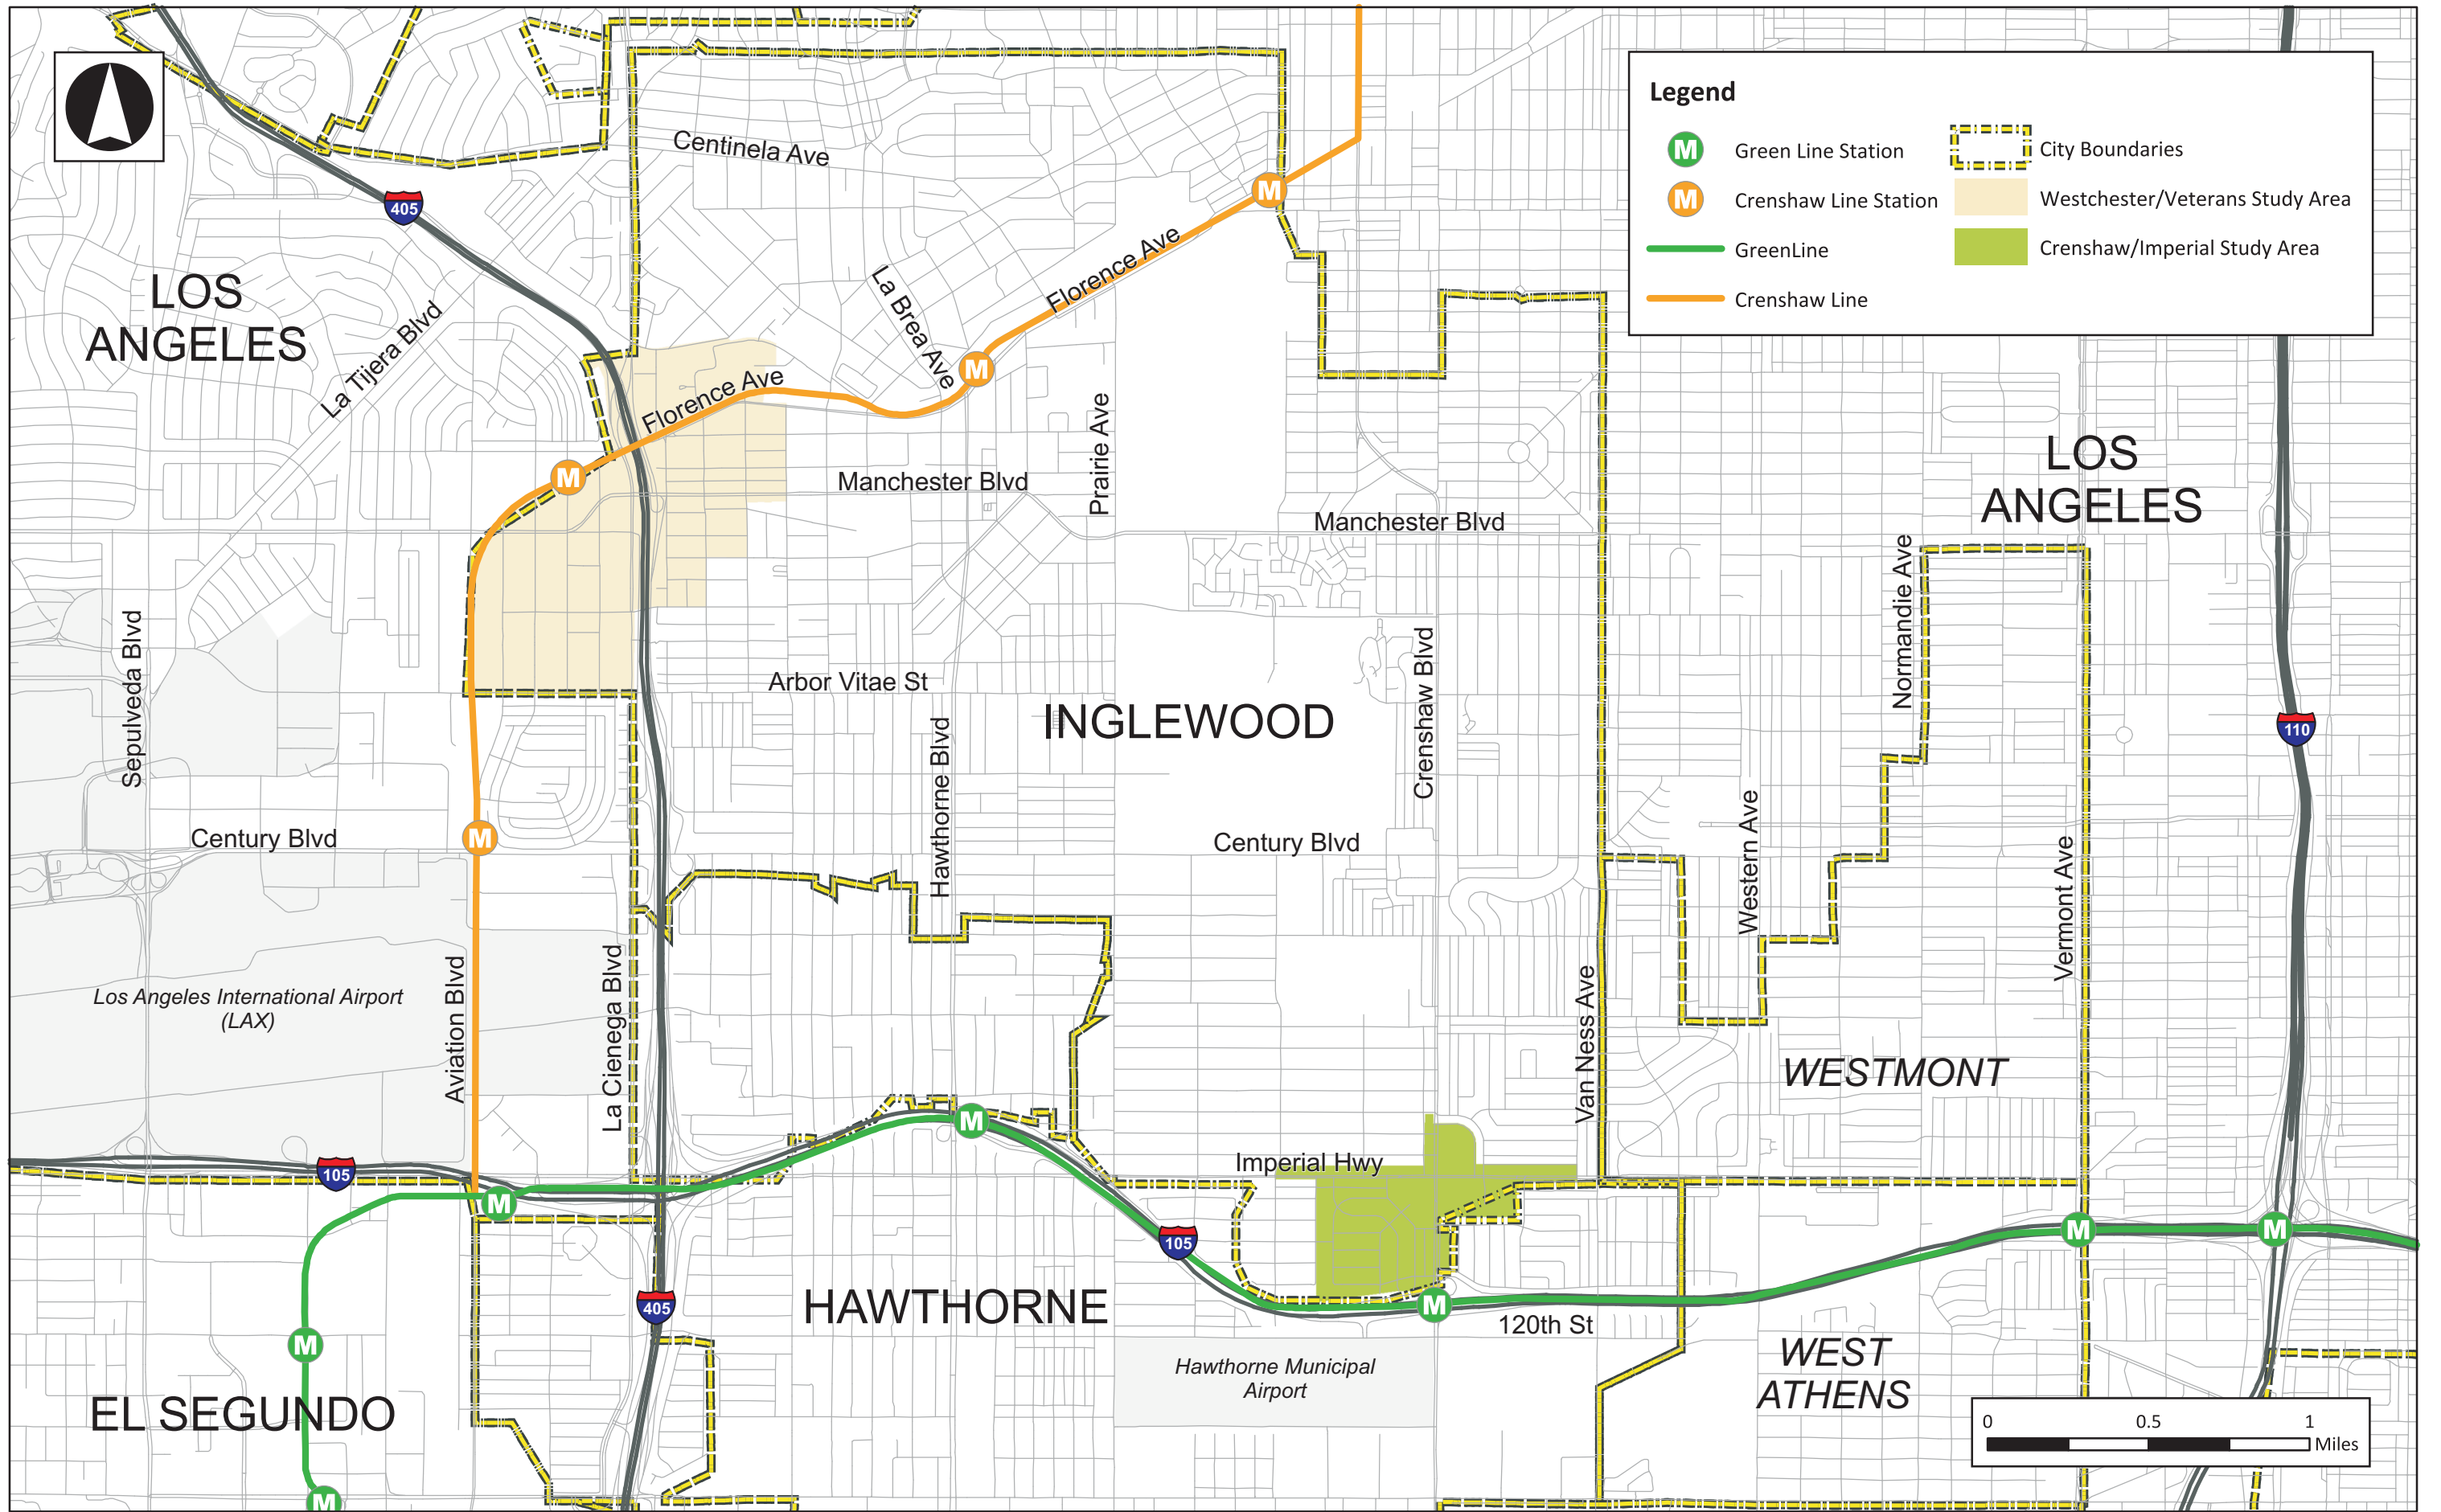 Legend
M Green Line Station
M Crenshaw Line Station
GreenLine
Crenshaw Line
City Boundaries
Westchester/Veterans Study Area
Crenshaw/Imperial Study Area
Centinela Ave
M
405
LOS
ANGELES
La Tijera Blvd
La Brea Ave
Florence Ave
M
Florence Ave
M
Manchester Blvd
Prairie Ave
Manchester Blvd
LOS
ANGELES
Normandie Ave
Sepulveda Blvd
Arbor Vitae St
INGLEWOOD
Crenshaw Blvd
110
Hawthorne Blvd
M
Century Blvd
Century Blvd
Western Ave
Vermont Ave
Los Angeles International Airport
(LAX)
Aviation Blvd
La Cienega Blvd
Van Ness Ave
WESTMONT
M
Imperial Hwy
105
M
105
M
M
405
HAWTHORNE
M
120th St
M
Hawthorne Municipal
Airport
WEST
ATHENS
EL SEGUNDO
M
0 0.5 1
Miles